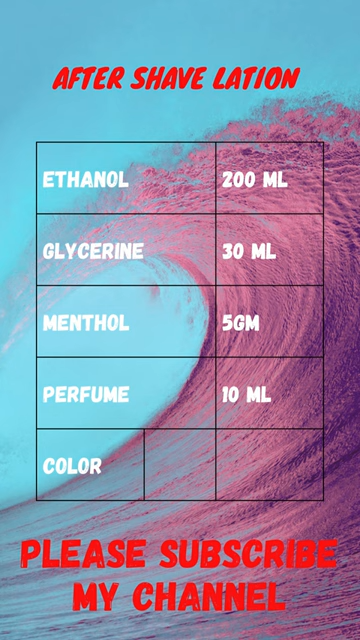 AFTER SHAVE LATION
ETHANOL 200 ML
GLYCERINE 30 ML
MENTHOL 5GM
PERFUME 10 ML
COLOR
PLEASE SUBSCRIBE
MY CHANNEL